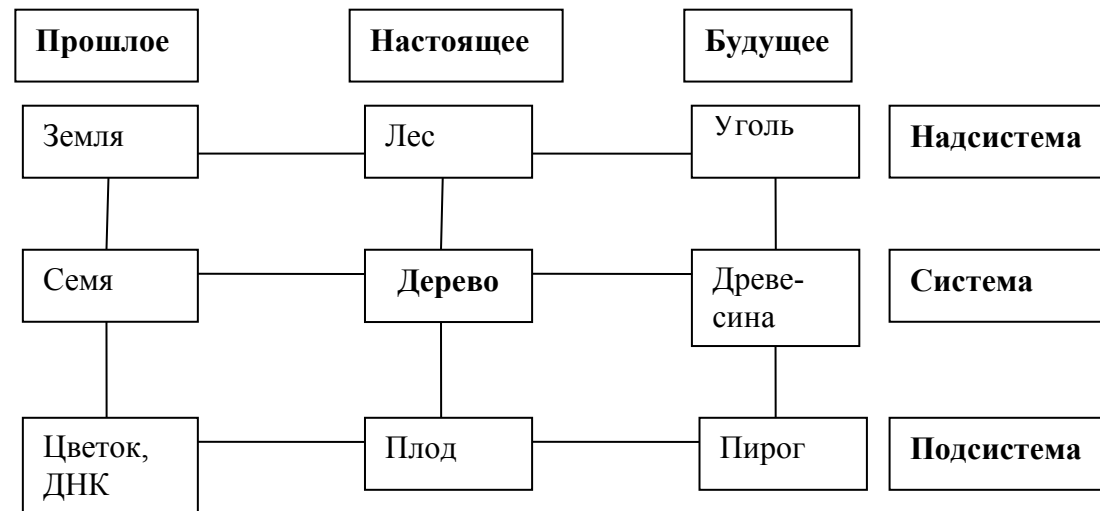 Прошлое
Настоящее
Будущее
Земля
Лес
Уголь
Надсистема
Семя
Дерево
Древе-
сина
Система
Цветок,
ДНК
Плод
Пирог
Подсистема